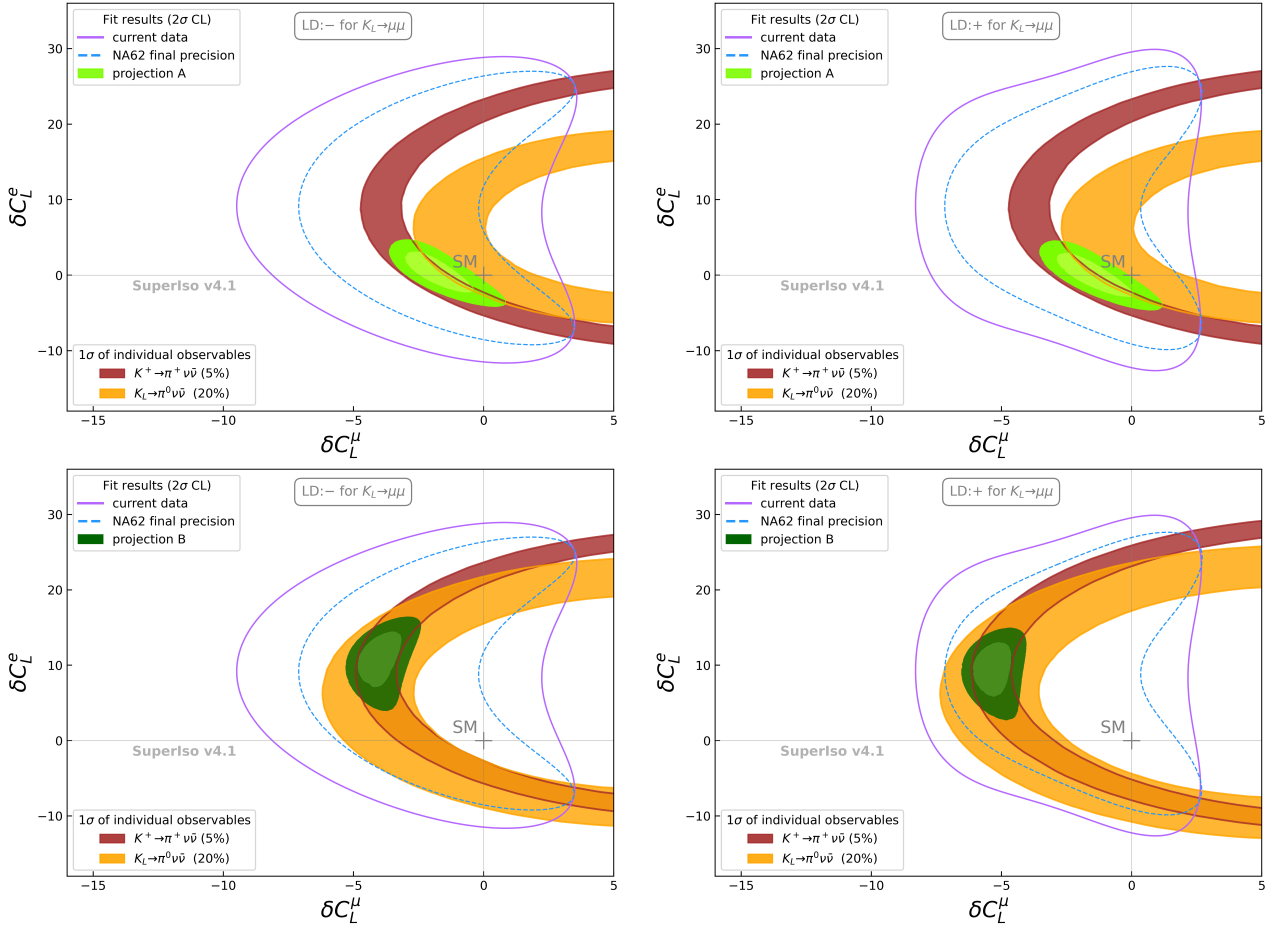 Fit results (2σ CL)
current data
NA62 final precision
projection A
LD:− for K_L→μμ
SM
SuperIso v4.1
1σ of individual observables
K⁺→π⁺νν̄ (5%)
K_L→π⁰νν̄ (20%)
30
20
10
0
−10
−15
−10
−5
0
5
δC_L^e
δC_L^μ
Fit results (2σ CL)
current data
NA62 final precision
projection A
LD:+ for K_L→μμ
SM
SuperIso v4.1
1σ of individual observables
K⁺→π⁺νν̄ (5%)
K_L→π⁰νν̄ (20%)
30
20
10
0
−10
−15
−10
−5
0
5
δC_L^e
δC_L^μ
Fit results (2σ CL)
current data
NA62 final precision
projection B
LD:− for K_L→μμ
SM
SuperIso v4.1
1σ of individual observables
K⁺→π⁺νν̄ (5%)
K_L→π⁰νν̄ (20%)
30
20
10
0
−10
−15
−10
−5
0
5
δC_L^e
δC_L^μ
Fit results (2σ CL)
current data
NA62 final precision
projection B
LD:+ for K_L→μμ
SM
SuperIso v4.1
1σ of individual observables
K⁺→π⁺νν̄ (5%)
K_L→π⁰νν̄ (20%)
30
20
10
0
−10
−15
−10
−5
0
5
δC_L^e
δC_L^μ